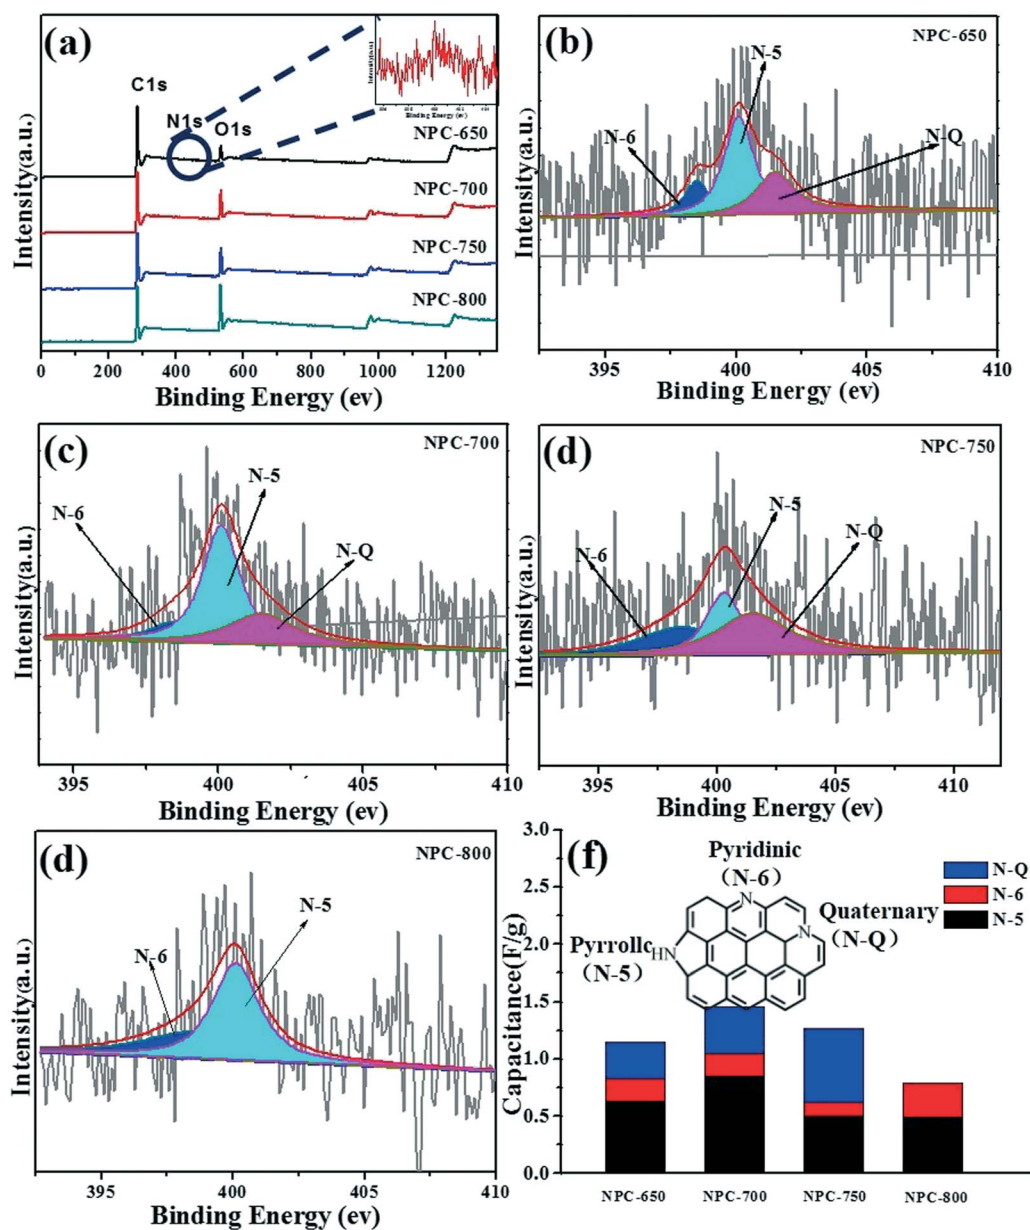 (a)
C1s
N1s
O1s
NPC-650
NPC-700
NPC-750
NPC-800
Intensity(a.u.)
0 200 400 600 800 1000 1200
Binding Energy (ev)
Intensity(a.u.)
Binding Energy (ev)
(b)
NPC-650
N-5
N-6
N-Q
Intensity(a.u.)
395 400 405 410
Binding Energy (ev)
(c)
NPC-700
N-5
N-6
N-Q
Intensity(a.u.)
395 400 405 410
Binding Energy (ev)
(d)
NPC-750
N-5
N-6
N-Q
Intensity(a.u.)
395 400 405 410
Binding Energy (ev)
(d)
NPC-800
N-5
N-6
Intensity(a.u.)
395 400 405 410
Binding Energy (ev)
(f)
3.0
2.5
2.0
1.5
1.0
0.5
0.0
Capacitance(F/g)
Pyridinic
(N-6)
N
Quaternary
(N-Q)
N
Pyrrolic
(N-5)
HN
N-Q
N-6
N-5
NPC-650 NPC-700 NPC-750 NPC-800